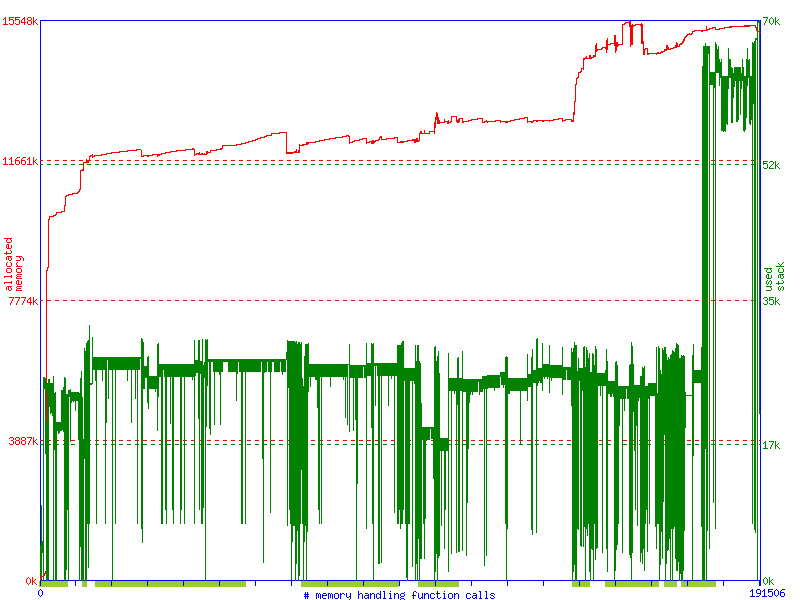 15548k
70k
11661k
52k
allocated
memory
used
stack
7774k
35k
3887k
17k
0k
0k
0
# memory handling function calls
191506